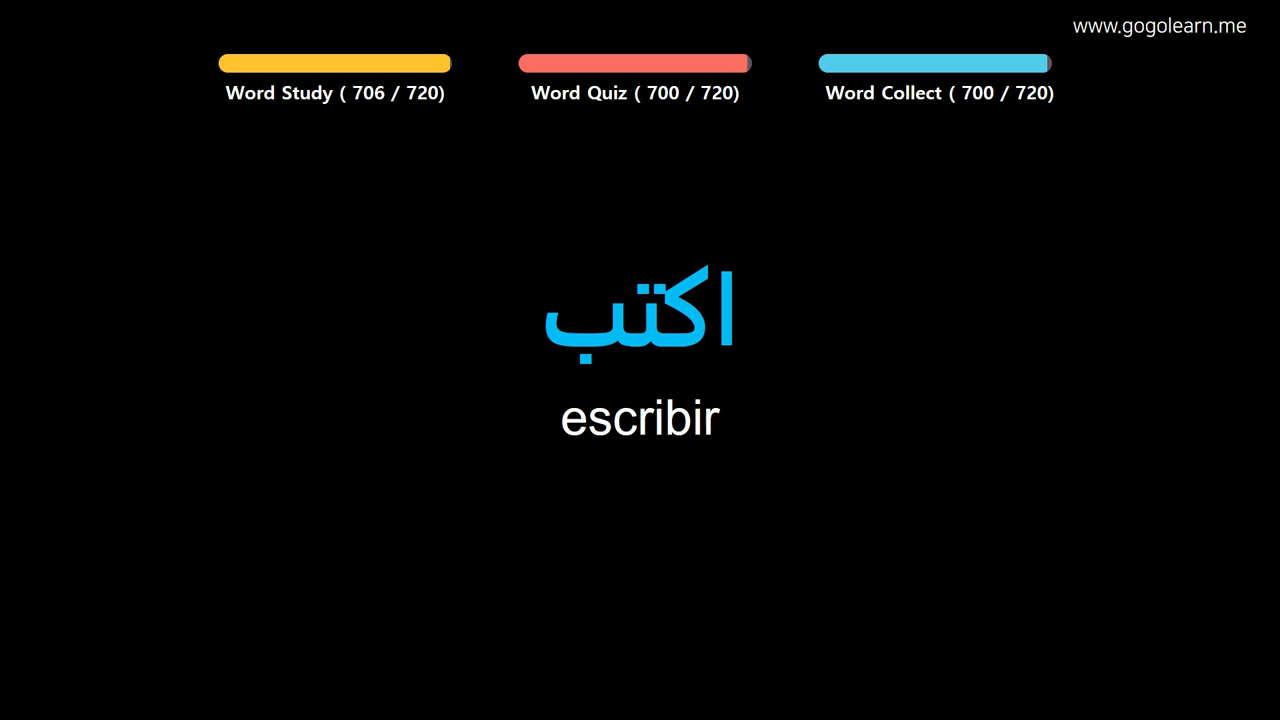 www.gogolearn.me
Word Study ( 706 / 720)
Word Quiz ( 700 / 720)
Word Collect ( 700 / 720)
اكتب
escribir